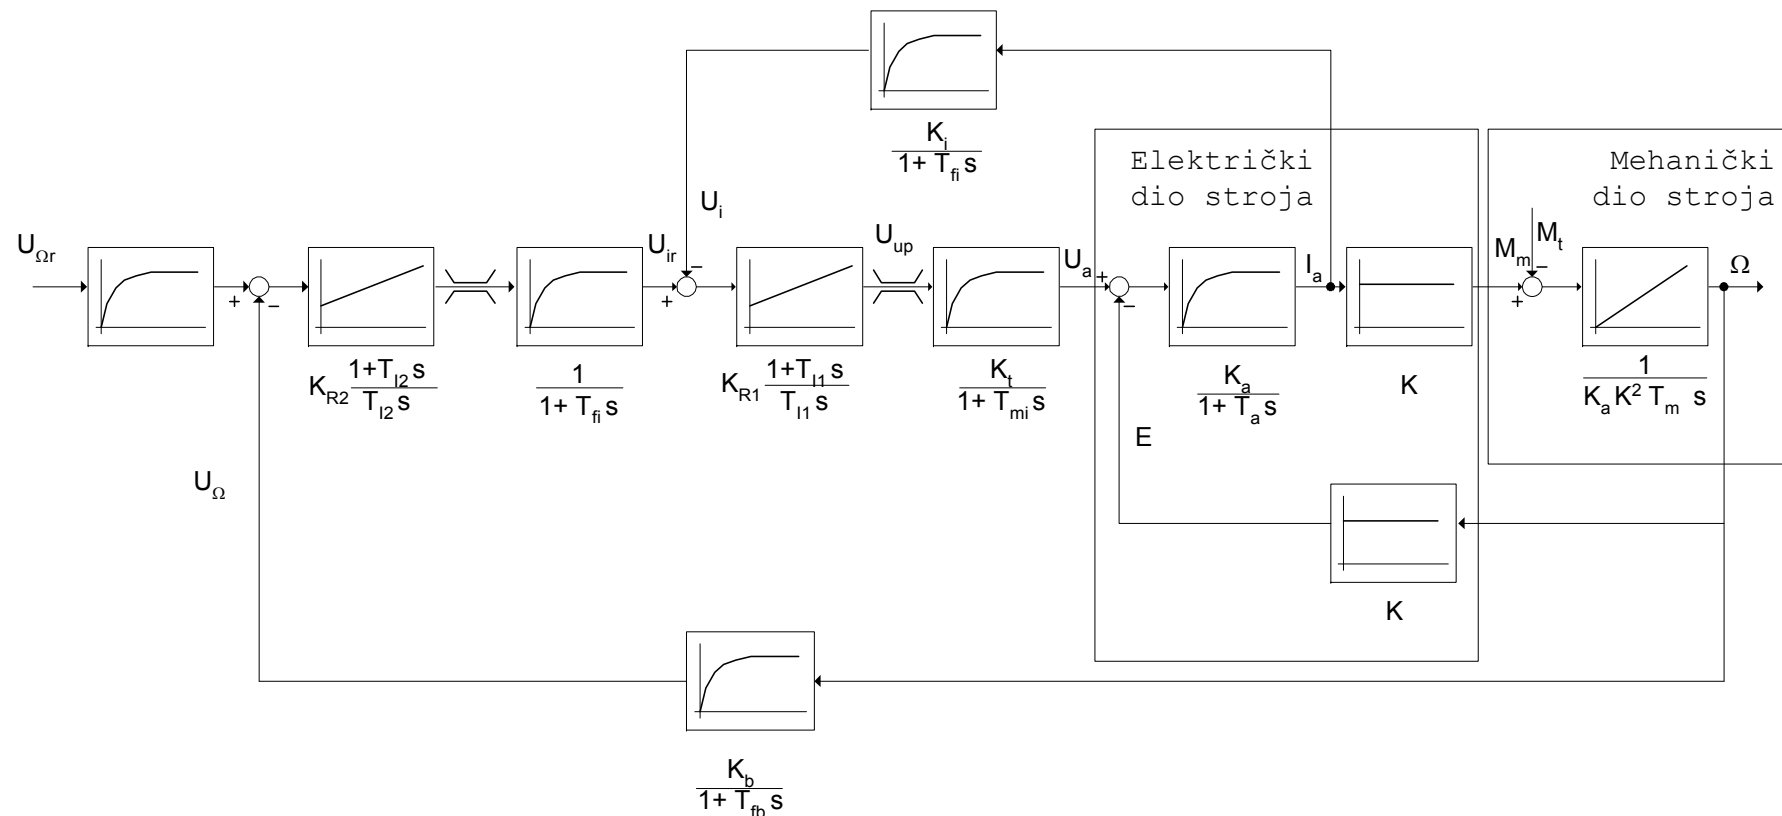 K_i
1+ T_fi s
Električki
dio stroja
Mehanički
dio stroja
U_i
U_Ωr
U_ir
U_up
U_a
I_a
M_m
M_t
Ω
+
−
+
−
+
−
+
−
K_R2 1+T_I2 s
T_I2 s
1
1+ T_fi s
K_R1 1+T_I1 s
T_I1 s
K_t
1+ T_mi s
K_a
1+ T_a s
K
1
K_a K² T_m s
E
U_Ω
K
K_b
1+ T_fb s